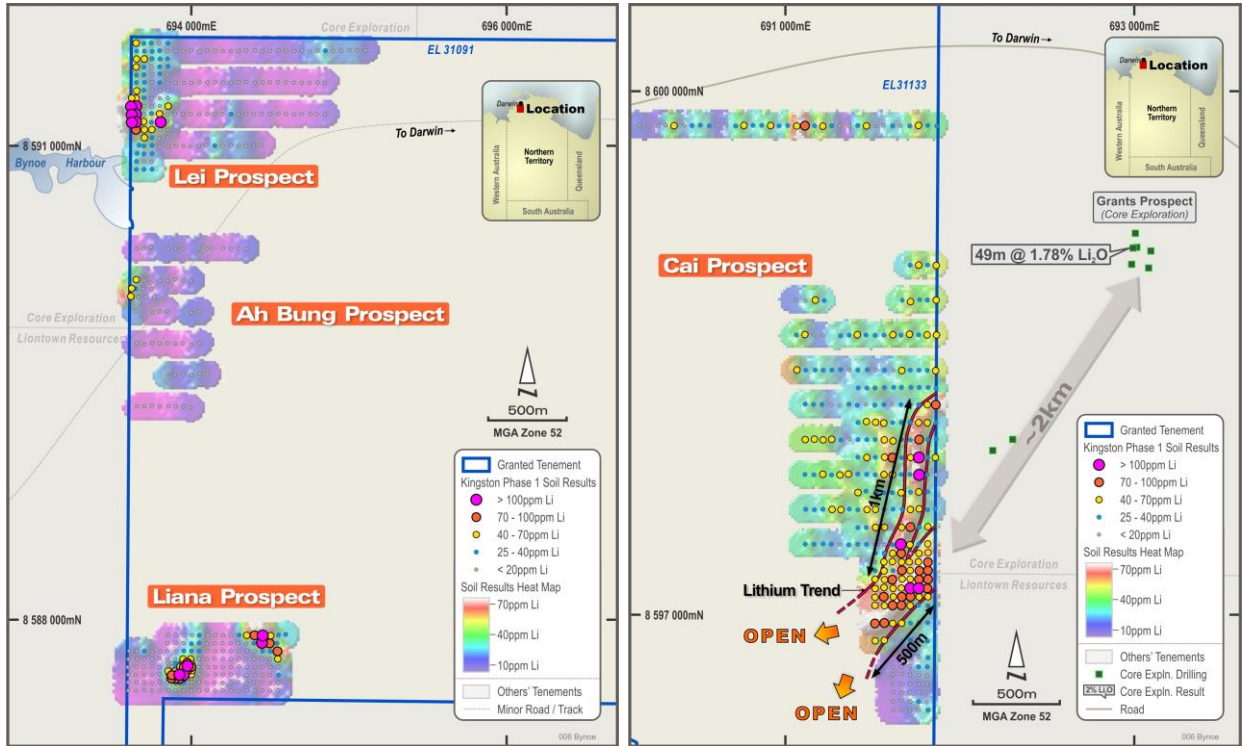 694 000mE
696 000mE
Core Exploration
EL 31091
Darwin
Location
Northern
Territory
Western Australia
Queensland
South Australia
To Darwin
8 591 000mN
Bynoe Harbour
Lei Prospect
Ah Bung Prospect
Core Exploration
Liontown Resources
N
500m
MGA Zone 52
Granted Tenement
Kingston Phase 1 Soil Results
> 100ppm Li
70 - 100ppm Li
40 - 70ppm Li
25 - 40ppm Li
< 20ppm Li
Soil Results Heat Map
70ppm Li
40ppm Li
10ppm Li
Others' Tenements
Minor Road / Track
Liana Prospect
8 588 000mN
006 Bynoe
691 000mE
693 000mE
To Darwin
EL31133
8 600 000mN
Darwin
Location
Northern
Territory
Western Australia
Queensland
South Australia
Grants Prospect
(Core Exploration)
49m @ 1.78% Li₂O
Cai Prospect
~2km
1km
Lithium Trend
Core Exploration
Liontown Resources
8 597 000mN
OPEN
500m
OPEN
N
500m
MGA Zone 52
Granted Tenement
Kingston Phase 1 Soil Results
> 100ppm Li
70 - 100ppm Li
40 - 70ppm Li
25 - 40ppm Li
< 20ppm Li
Soil Results Heat Map
70ppm Li
40ppm Li
10ppm Li
Others' Tenements
Core Expln. Drilling
2% Li₂O Core Expln. Result
Road
006 Bynoe